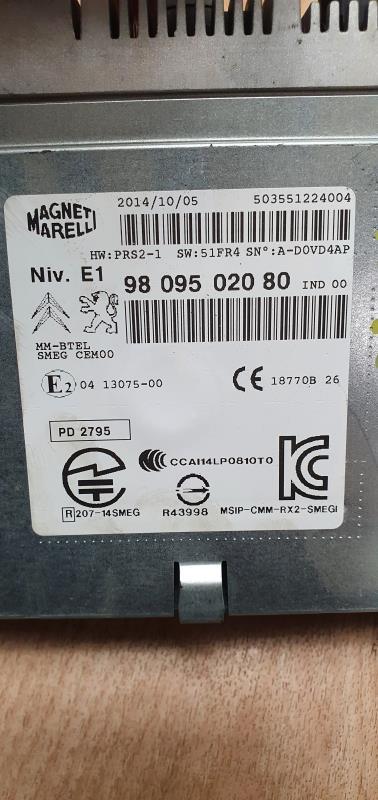 2014/10/05 503551224004
MAGNETI
MARELLI
HW:PRS2-1 SW:51FR4 SN°:A-D0VD4AP
Niv. E1 98 095 020 80 IND 00
MM-BTEL
SMEG CEM00
E2 04 13075-00 CE 18770B 26
PD 2795
CCAI14LP0810T0
R 207-14SMEG R43998 MSIP-CMM-RX2-SMEGI